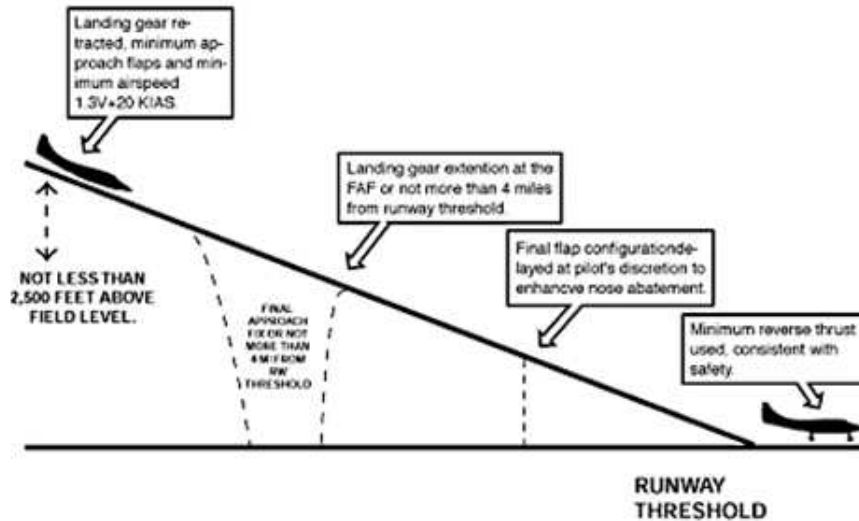 Landing gear re-
tracted, minimum ap-
proach flaps and min-
imum airspeed
1.3V+20 KIAS.
Landing gear extention at the
FAF or not more than 4 miles
from runway threshold.
Final flap configurationde-
layed at pilot's discretion to
enhancve nose abatement.
Minimum reverse thrust
used, consistent with
safety.
NOT LESS THAN
2,500 FEET ABOVE
FIELD LEVEL.
FINAL
APPROACH
FIX OR NOT
MORE THAN
4 MI FROM
RW
THRESHOLD
RUNWAY
THRESHOLD